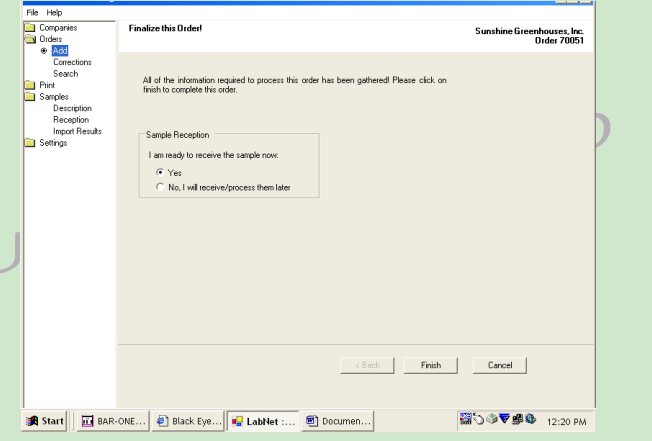 File Help
Companies
Orders
Add
Corrections
Search
Print
Samples
Description
Reception
Import Results
Settings
Finalize this Order!
Sunshine Greenhouses, Inc.
Order 70051
All of the information required to process this order has been gathered! Please click on
finish to complete this order.
Sample Reception
I am ready to receive the sample now:
Yes
No, I will receive/process them later
< Back Finish Cancel
Start BAR-ONE... Black Eye... LabNet :... Documen... 12:20 PM